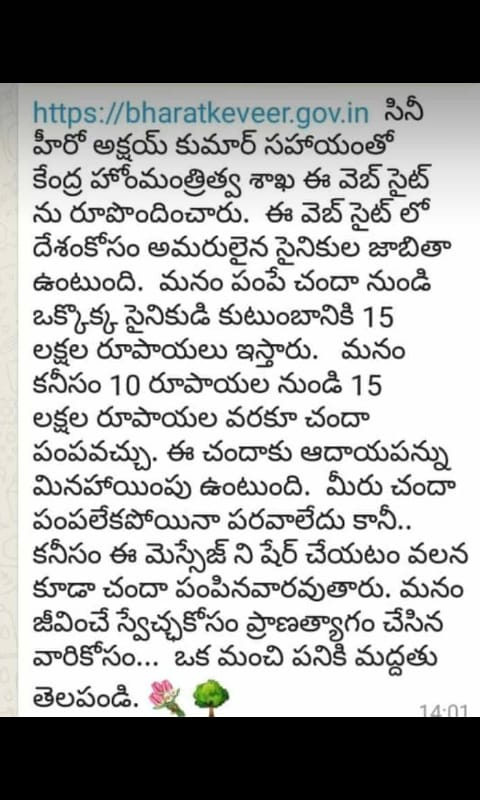 https://bharatkeveer.gov.in సినీ
హీరో అక్షయ్ కుమార్ సహాయంతో
కేంద్ర హోంమంత్రిత్వ శాఖ ఈ వెబ్ సైట్
ను రూపొందించారు. ఈ వెబ్ సైట్ లో
దేశంకోసం అమరులైన సైనికుల జాబితా
ఉంటుంది. మనం పంపే చందా నుండి
ఒక్కొక్క సైనికుడి కుటుంబానికి 15
లక్షల రూపాయలు ఇస్తారు. మనం
కనీసం 10 రూపాయల నుండి 15
లక్షల రూపాయల వరకూ చందా
పంపవచ్చు. ఈ చందాకు ఆదాయపన్ను
మినహాయింపు ఉంటుంది. మీరు చందా
పంపలేకపోయినా పరవాలేదు కానీ..
కనీసం ఈ మెస్సేజ్ ని షేర్ చేయటం వలన
కూడా చందా పంపినవారవుతారు. మనం
జీవించే స్వేచ్ఛకోసం ప్రాణత్యాగం చేసిన
వారికోసం... ఒక మంచి పనికి మద్దతు
తెలపండి.
14:01